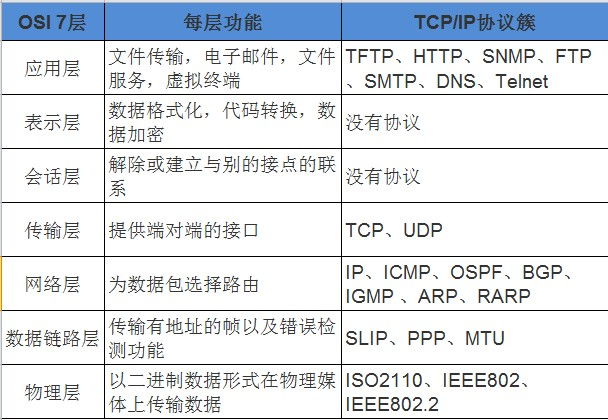 OSI 7层 每层功能 TCP/IP协议簇
应用层 文件传输，电子邮件，文件服务，虚拟终端 TFTP、HTTP、SNMP、FTP、SMTP、DNS、Telnet
表示层 数据格式化，代码转换，数据加密 没有协议
会话层 解除或建立与别的接点的联系 没有协议
传输层 提供端对端的接口 TCP、UDP
网络层 为数据包选择路由 IP、ICMP、OSPF、BGP、IGMP 、ARP、RARP
数据链路层 传输有地址的帧以及错误检测功能 SLIP、PPP、MTU
物理层 以二进制数据形式在物理媒体上传输数据 ISO2110、IEEE802、IEEE802.2